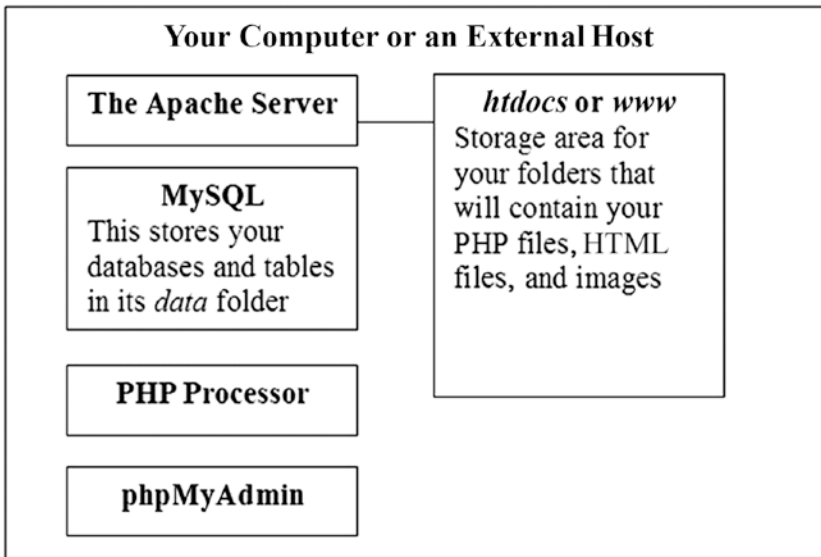 Your Computer or an External Host
The Apache Server
MySQL
This stores your
databases and tables
in its data folder
PHP Processor
phpMyAdmin
htdocs or www
Storage area for
your folders that
will contain your
PHP files, HTML
files, and images